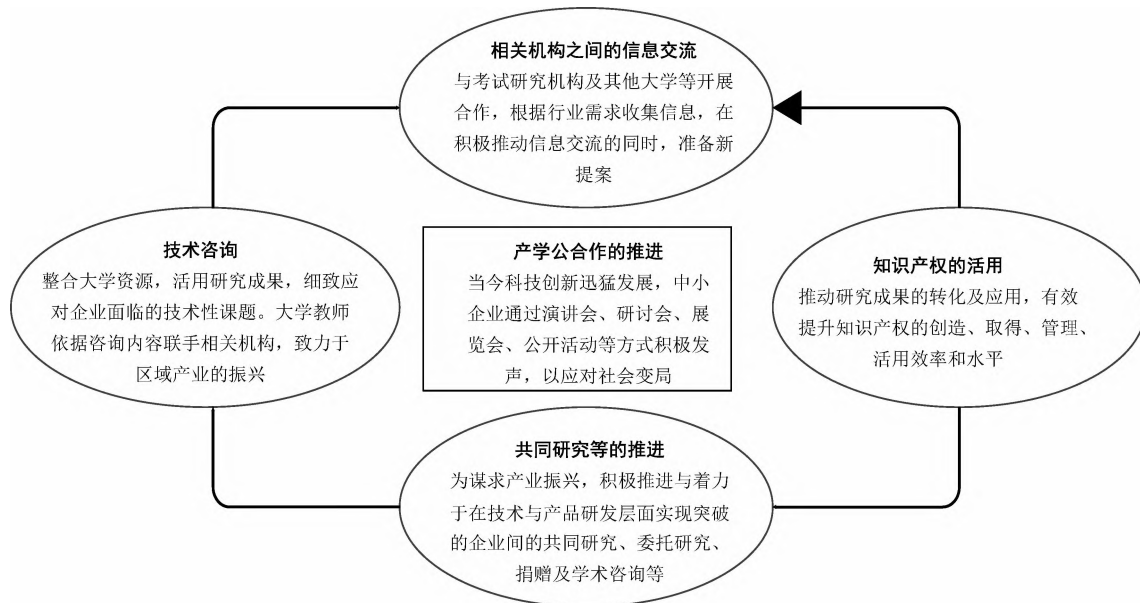 相关机构之间的信息交流
与考试研究机构及其他大学等开展
合作，根据行业需求收集信息，在
积极推动信息交流的同时，准备新
提案
技术咨询
整合大学资源，活用研究成果，细致应
对企业面临的技术性课题。大学教师
依据咨询内容联手相关机构，致力于
区域产业的振兴
产学公合作的推进
当今科技创新迅猛发展，中小
企业通过演讲会、研讨会、展
览会、公开活动等方式积极发
声，以应对社会变局
知识产权的活用
推动研究成果的转化及应用，有效
提升知识产权的创造、取得、管理、
活用效率和水平
共同研究等的推进
为谋求产业振兴，积极推进与着力
于在技术与产品研发层面实现突破
的企业间的共同研究、委托研究、
捐赠及学术咨询等